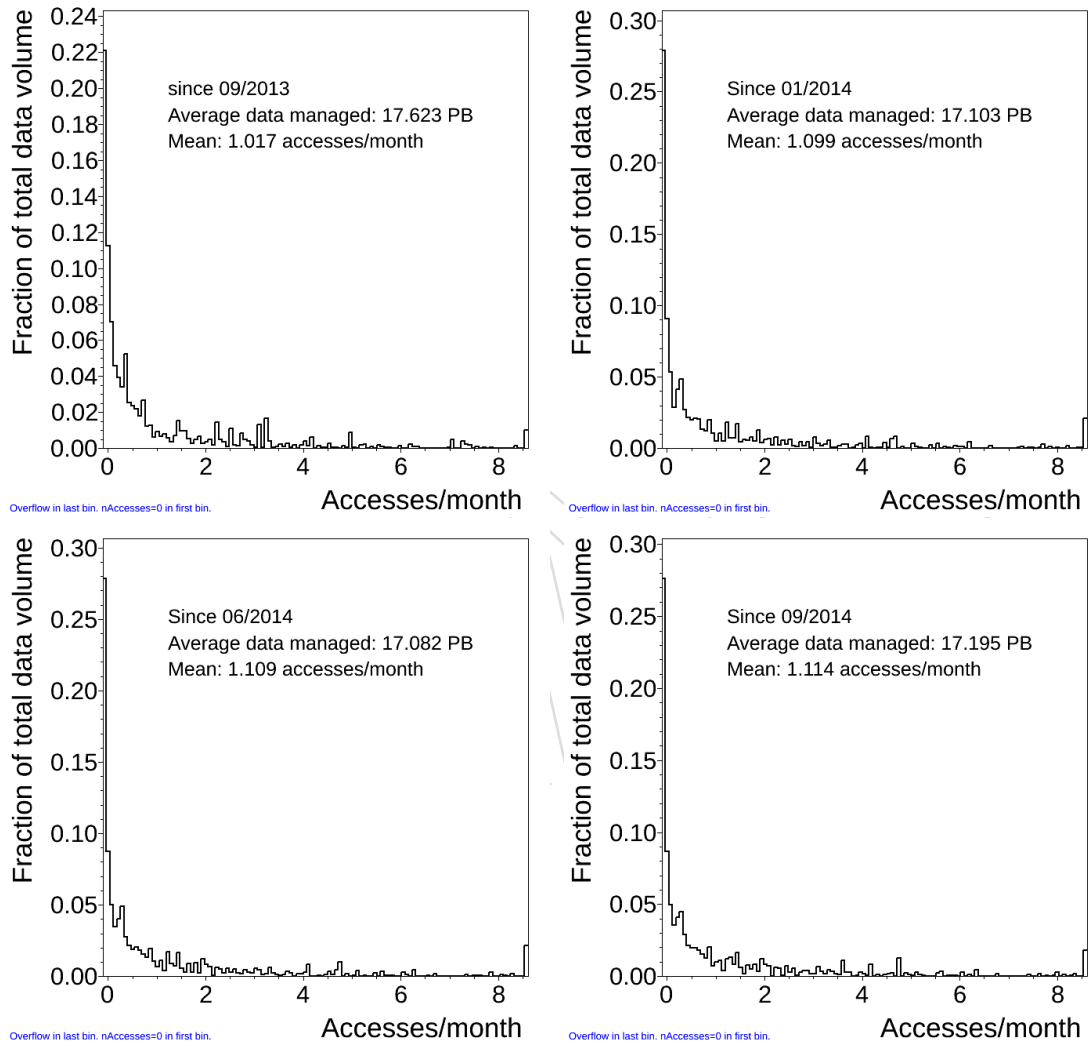 Fraction of total data volume
0.24
0.22
0.20
0.18
0.16
0.14
0.12
0.10
0.08
0.06
0.04
0.02
0.00
since 09/2013
Average data managed: 17.623 PB
Mean: 1.017 accesses/month
0 2 4 6 8
Accesses/month
Overflow in last bin. nAccesses=0 in first bin.
Fraction of total data volume
0.30
0.25
0.20
0.15
0.10
0.05
0.00
Since 01/2014
Average data managed: 17.103 PB
Mean: 1.099 accesses/month
0 2 4 6 8
Accesses/month
Overflow in last bin. nAccesses=0 in first bin.
Fraction of total data volume
0.30
0.25
0.20
0.15
0.10
0.05
0.00
Since 06/2014
Average data managed: 17.082 PB
Mean: 1.109 accesses/month
0 2 4 6 8
Accesses/month
Overflow in last bin. nAccesses=0 in first bin.
Fraction of total data volume
0.30
0.25
0.20
0.15
0.10
0.05
0.00
Since 09/2014
Average data managed: 17.195 PB
Mean: 1.114 accesses/month
0 2 4 6 8
Accesses/month
Overflow in last bin. nAccesses=0 in first bin.